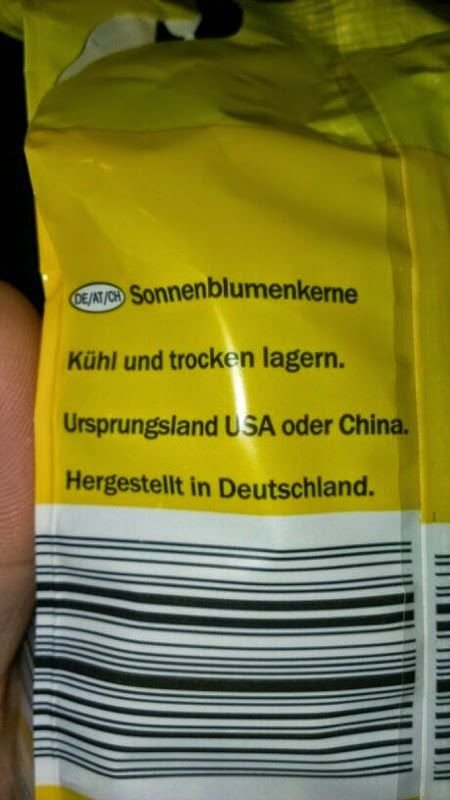 DE/AT/CH Sonnenblumenkerne
Kühl und trocken lagern.
Ursprungsland USA oder China.
Hergestellt in Deutschland.